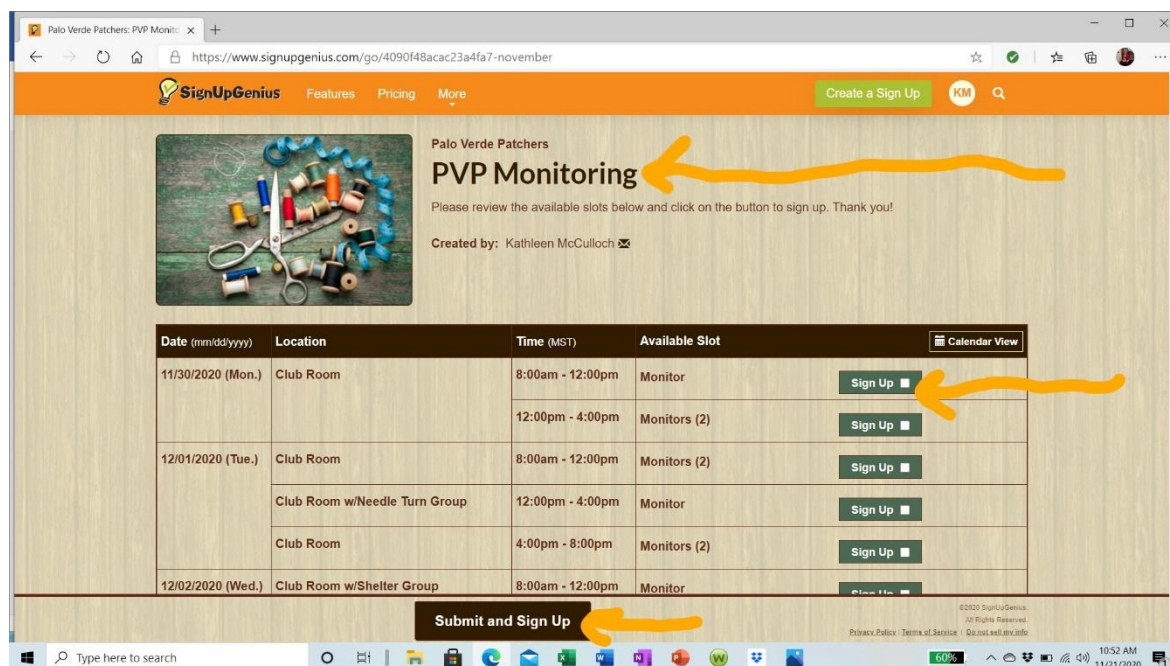 Palo Verde Patchers: PVP Monito
https://www.signupgenius.com/go/4090f48acac23a4fa7-november
SignUpGenius Features Pricing More Create a Sign Up KM
Palo Verde Patchers
PVP Monitoring
Please review the available slots below and click on the button to sign up. Thank you!
Created by: Kathleen McCulloch
Date (mm/dd/yyyy) Location Time (MST) Available Slot Calendar View
11/30/2020 (Mon.) Club Room 8:00am - 12:00pm Monitor Sign Up
12:00pm - 4:00pm Monitors (2) Sign Up
12/01/2020 (Tue.) Club Room 8:00am - 12:00pm Monitors (2) Sign Up
Club Room w/Needle Turn Group 12:00pm - 4:00pm Monitor Sign Up
Club Room 4:00pm - 8:00pm Monitors (2) Sign Up
12/02/2020 (Wed.) Club Room w/Shelter Group 8:00am - 12:00pm Monitor Sign Up
Submit and Sign Up
©2020 SignUpGenius.
All Rights Reserved.
Privacy Policy | Terms of Service | Do not sell my info
Type here to search 60% 10:52 AM
11/21/2020